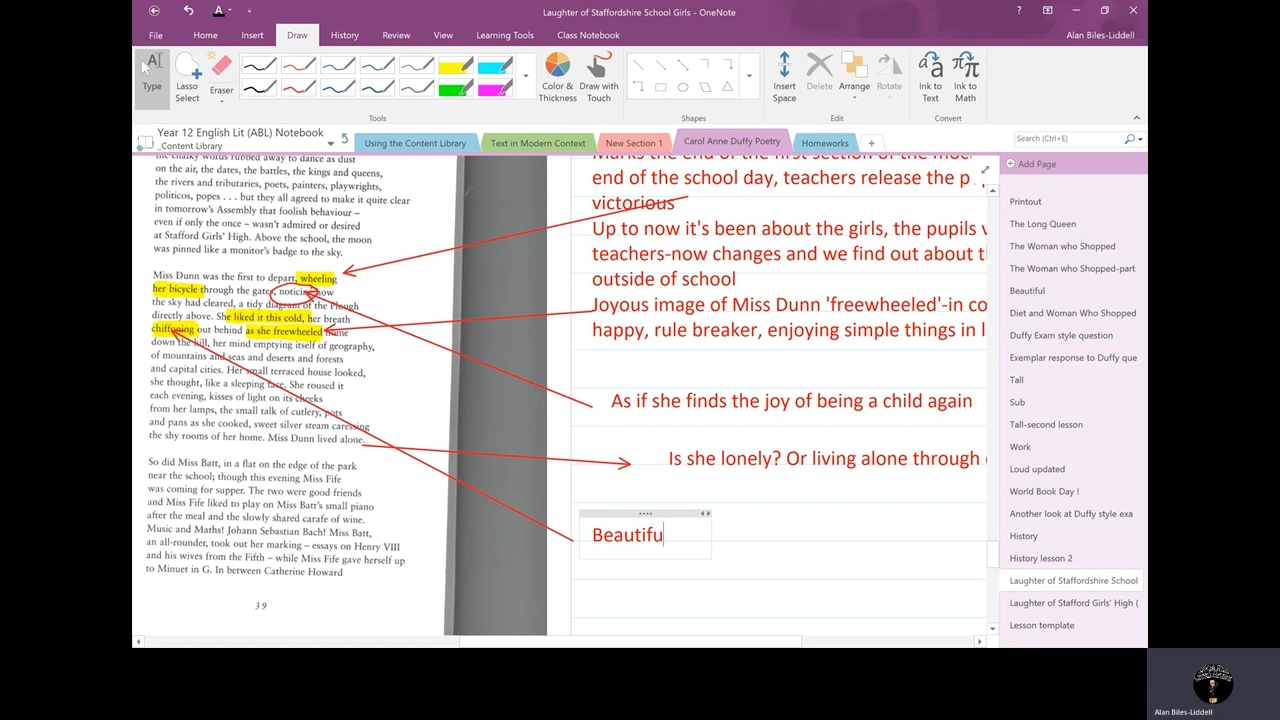 Laughter of Staffordshire School Girls - OneNote
?
File Home Insert Draw History Review View Learning Tools Class Notebook
Alan Biles-Liddell
Type
Lasso Select
Eraser
Color & Thickness
Draw with Touch
Insert Space
Delete
Arrange
Rotate
Ink to Text
Ink to Math
Tools
Shapes
Edit
Convert
Year 12 English Lit (ABL) Notebook
_Content Library
Using the Content Library
Text in Modern Context
New Section 1
Carol Anne Duffy Poetry
Homeworks
+
Search (Ctrl+E)
the chalky words rubbed away to dance as dust
on the air, the dates, the battles, the kings and queens,
the rivers and tributaries, poets, painters, playwrights,
politicos, popes . . . but they all agreed to make it quite clear
in tomorrow's Assembly that foolish behaviour –
even if only the once – wasn't admired or desired
at Stafford Girls' High. Above the school, the moon
was pinned like a monitor's badge to the sky.
Miss Dunn was the first to depart, wheeling
her bicycle through the gates, noticing how
the sky had cleared, a tidy diagram of the Plough
directly above. She liked it this cold, her breath
chiffoning out behind as she freewheeled home
down the hill, her mind emptying itself of geography,
of mountains and seas and deserts and forests
and capital cities. Her small terraced house looked,
she thought, like a sleeping face. She roused it
each evening, kisses of light on its cheeks
from her lamps, the small talk of cutlery, pots
and pans as she cooked, sweet silver steam caressing
the shy rooms of her home. Miss Dunn lived alone.
So did Miss Batt, in a flat on the edge of the park
near the school; though this evening Miss Fife
was coming for supper. The two were good friends
and Miss Fife liked to play on Miss Batt's small piano
after the meal and the slowly shared carafe of wine.
Music and Maths! Johann Sebastian Bach! Miss Batt,
an all-rounder, took out her marking – essays on Henry VIII
and his wives from the Fifth – while Miss Fife gave herself up
to Minuet in G. In between Catherine Howard
39
Marks the end of the first section of the
end of the school day, teachers release the p
victorious
Up to now it's been about the girls, the pupils v
teachers-now changes and we find out about th
outside of school
Joyous image of Miss Dunn 'freewheeled'-in co
happy, rule breaker, enjoying simple things in l
As if she finds the joy of being a child again
Is she lonely? Or living alone through
Beautifu
Add Page
Printout
The Long Queen
The Woman who Shopped
The Woman who Shopped-part
Beautiful
Diet and Woman Who Shopped
Duffy Exam style question
Exemplar response to Duffy que
Tall
Sub
Tall-second lesson
Work
Loud updated
World Book Day !
Another look at Duffy style exa
History
History lesson 2
Laughter of Staffordshire School
Laughter of Stafford Girls' High (
Lesson template
Alan Biles-Liddell